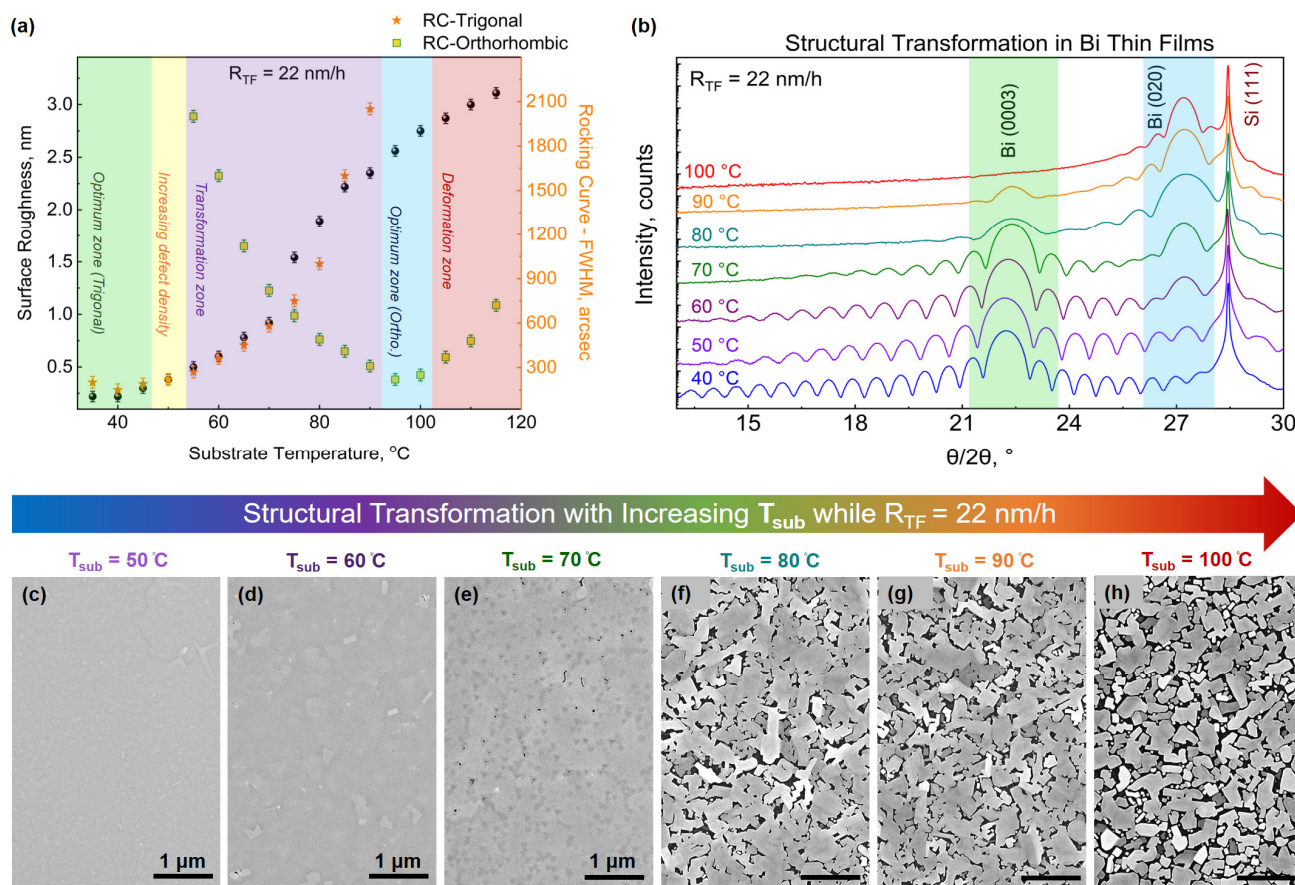 (a)
RC-Trigonal
RC-Orthorhombic
R_TF = 22 nm/h
Surface Roughness, nm
3.0
2.5
2.0
1.5
1.0
0.5
Optimum zone (Trigonal)
Increasing defect density
Transformation zone
Optimum zone (Ortho.)
Deformation zone
2100
1800
1500
1200
900
600
300
Rocking Curve - FWHM, arcsec
40
60
80
100
120
Substrate Temperature, °C
(b)
Structural Transformation in Bi Thin Films
R_TF = 22 nm/h
Intensity, counts
Bi (0003)
Bi (020)
Si (111)
100 °C
90 °C
80 °C
70 °C
60 °C
50 °C
40 °C
15
18
21
24
27
30
θ/2θ, °
Structural Transformation with Increasing T_sub while R_TF = 22 nm/h
T_sub = 50 °C
T_sub = 60 °C
T_sub = 70 °C
T_sub = 80 °C
T_sub = 90 °C
T_sub = 100 °C
(c)
(d)
(e)
(f)
(g)
(h)
1 µm
1 µm
1 µm